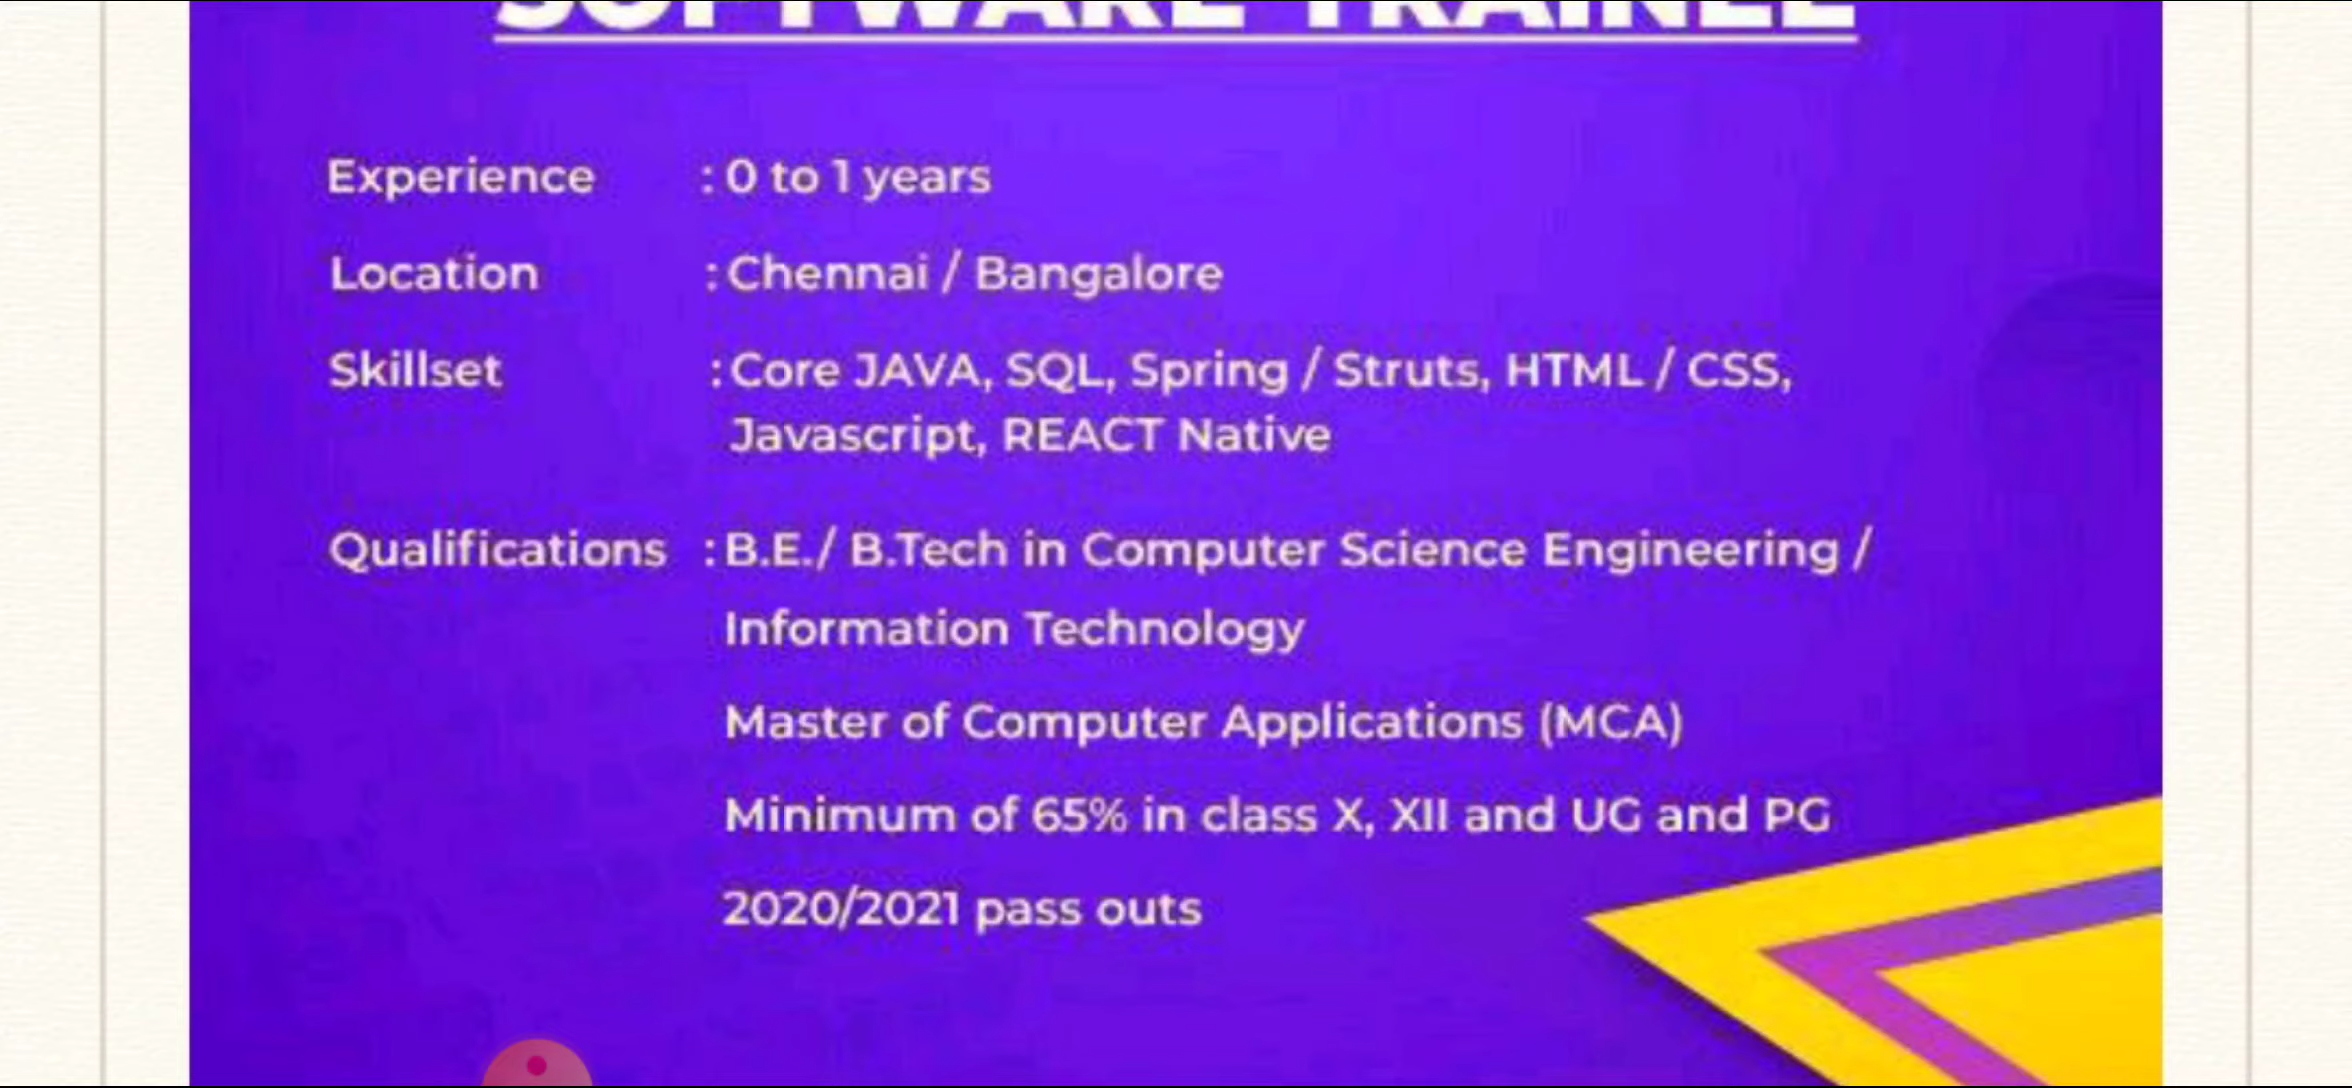 SOFTWARE TRAINEE
Experience : 0 to 1 years
Location : Chennai / Bangalore
Skillset : Core JAVA, SQL, Spring / Struts, HTML / CSS,
Javascript, REACT Native
Qualifications : B.E./ B.Tech in Computer Science Engineering /
Information Technology
Master of Computer Applications (MCA)
Minimum of 65% in class X, XII and UG and PG
2020/2021 pass outs